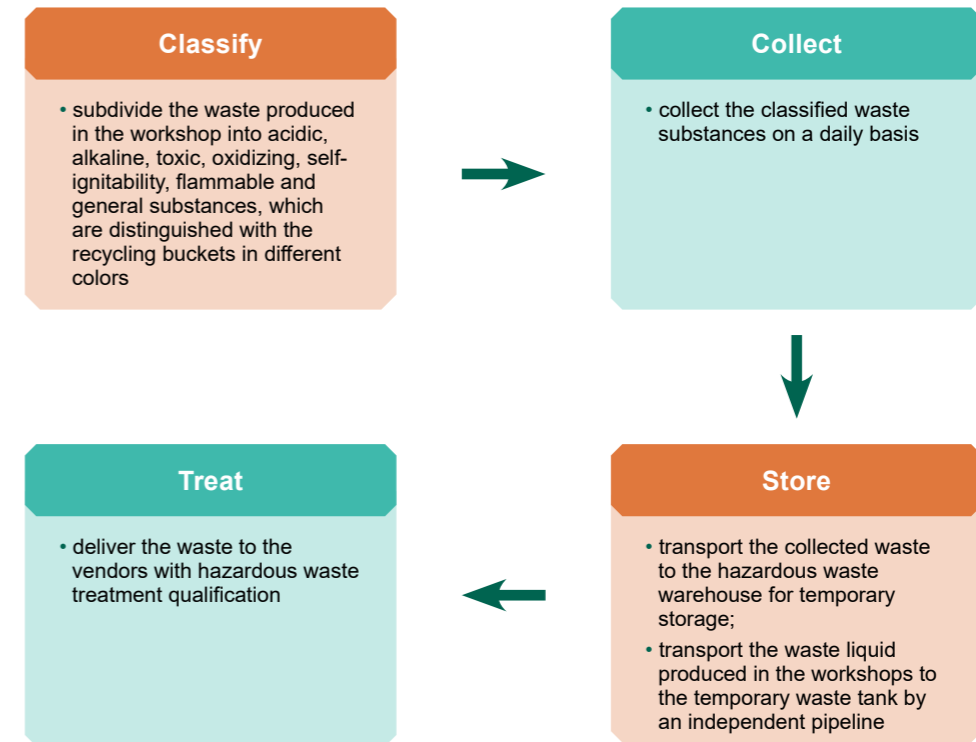 Classify
• subdivide the waste produced
in the workshop into acidic,
alkaline, toxic, oxidizing, self-
ignitability, flammable and
general substances, which
are distinguished with the
recycling buckets in different
colors
Collect
• collect the classified waste
substances on a daily basis
Store
• transport the collected waste
to the hazardous waste
warehouse for temporary
storage;
• transport the waste liquid
produced in the workshops to
the temporary waste tank by
an independent pipeline
Treat
• deliver the waste to the
vendors with hazardous waste
treatment qualification